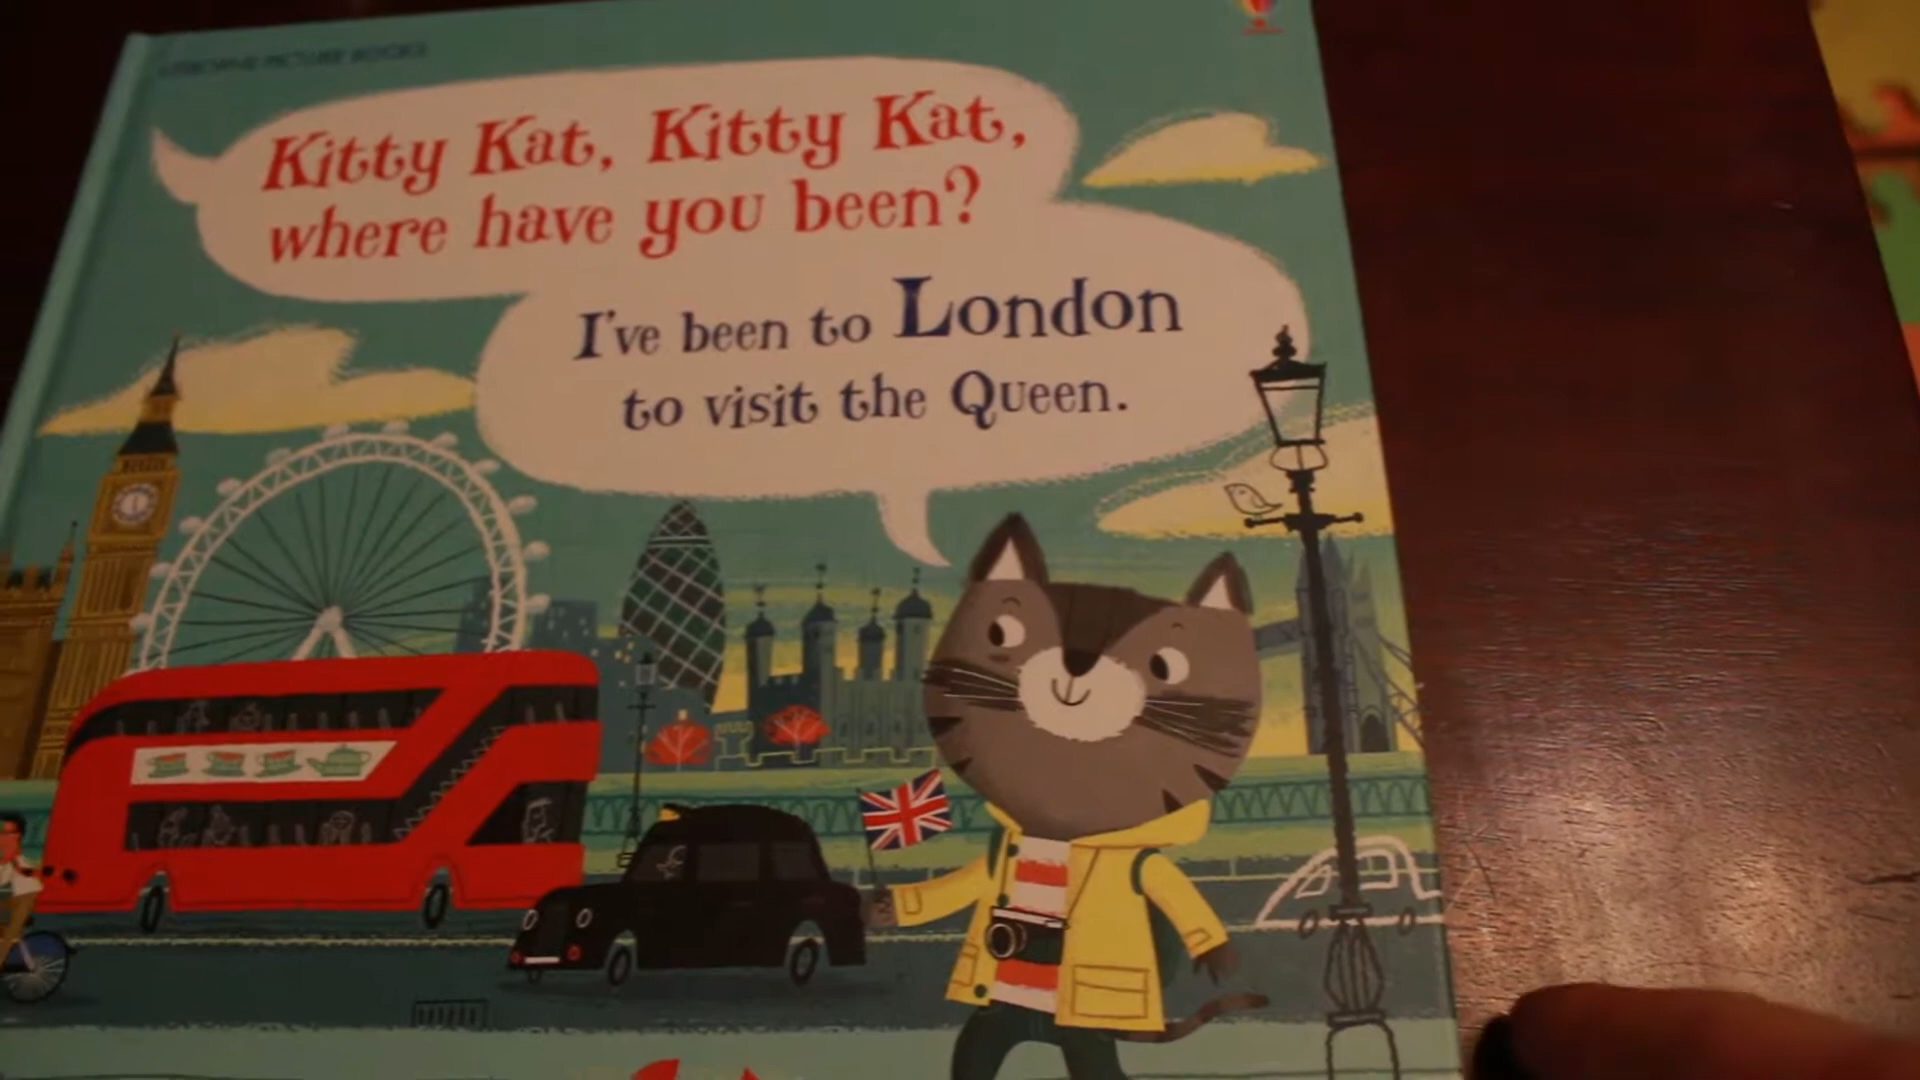 USBORNE PICTURE BOOKS
Kitty Kat, Kitty Kat,
where have you been?
I've been to London
to visit the Queen.